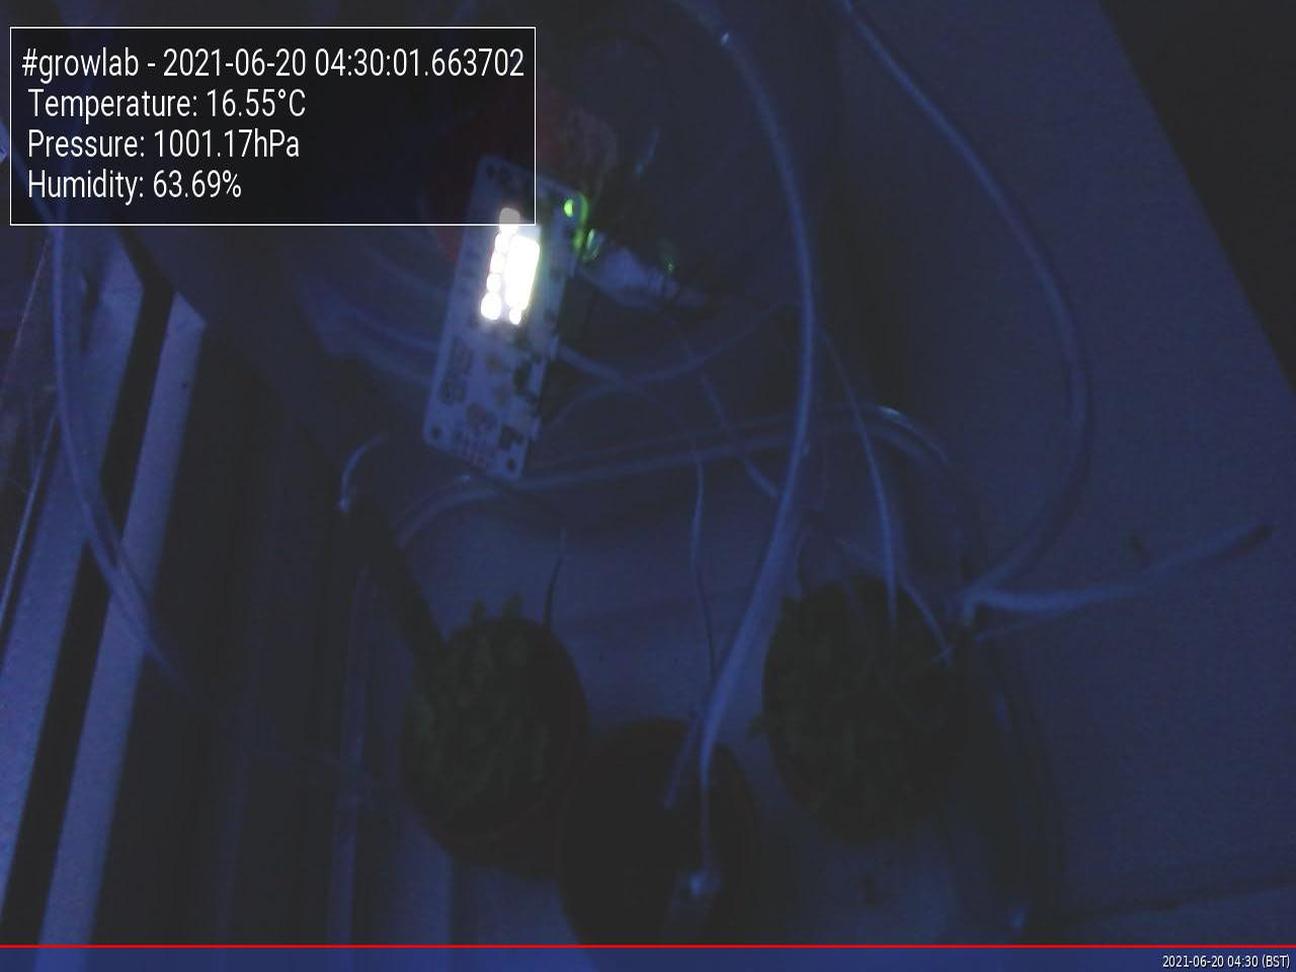 #growlab - 2021-06-20 04:30:01.663702
Temperature: 16.55°C
Pressure: 1001.17hPa
Humidity: 63.69%
2021-06-20 04:30 (BST)